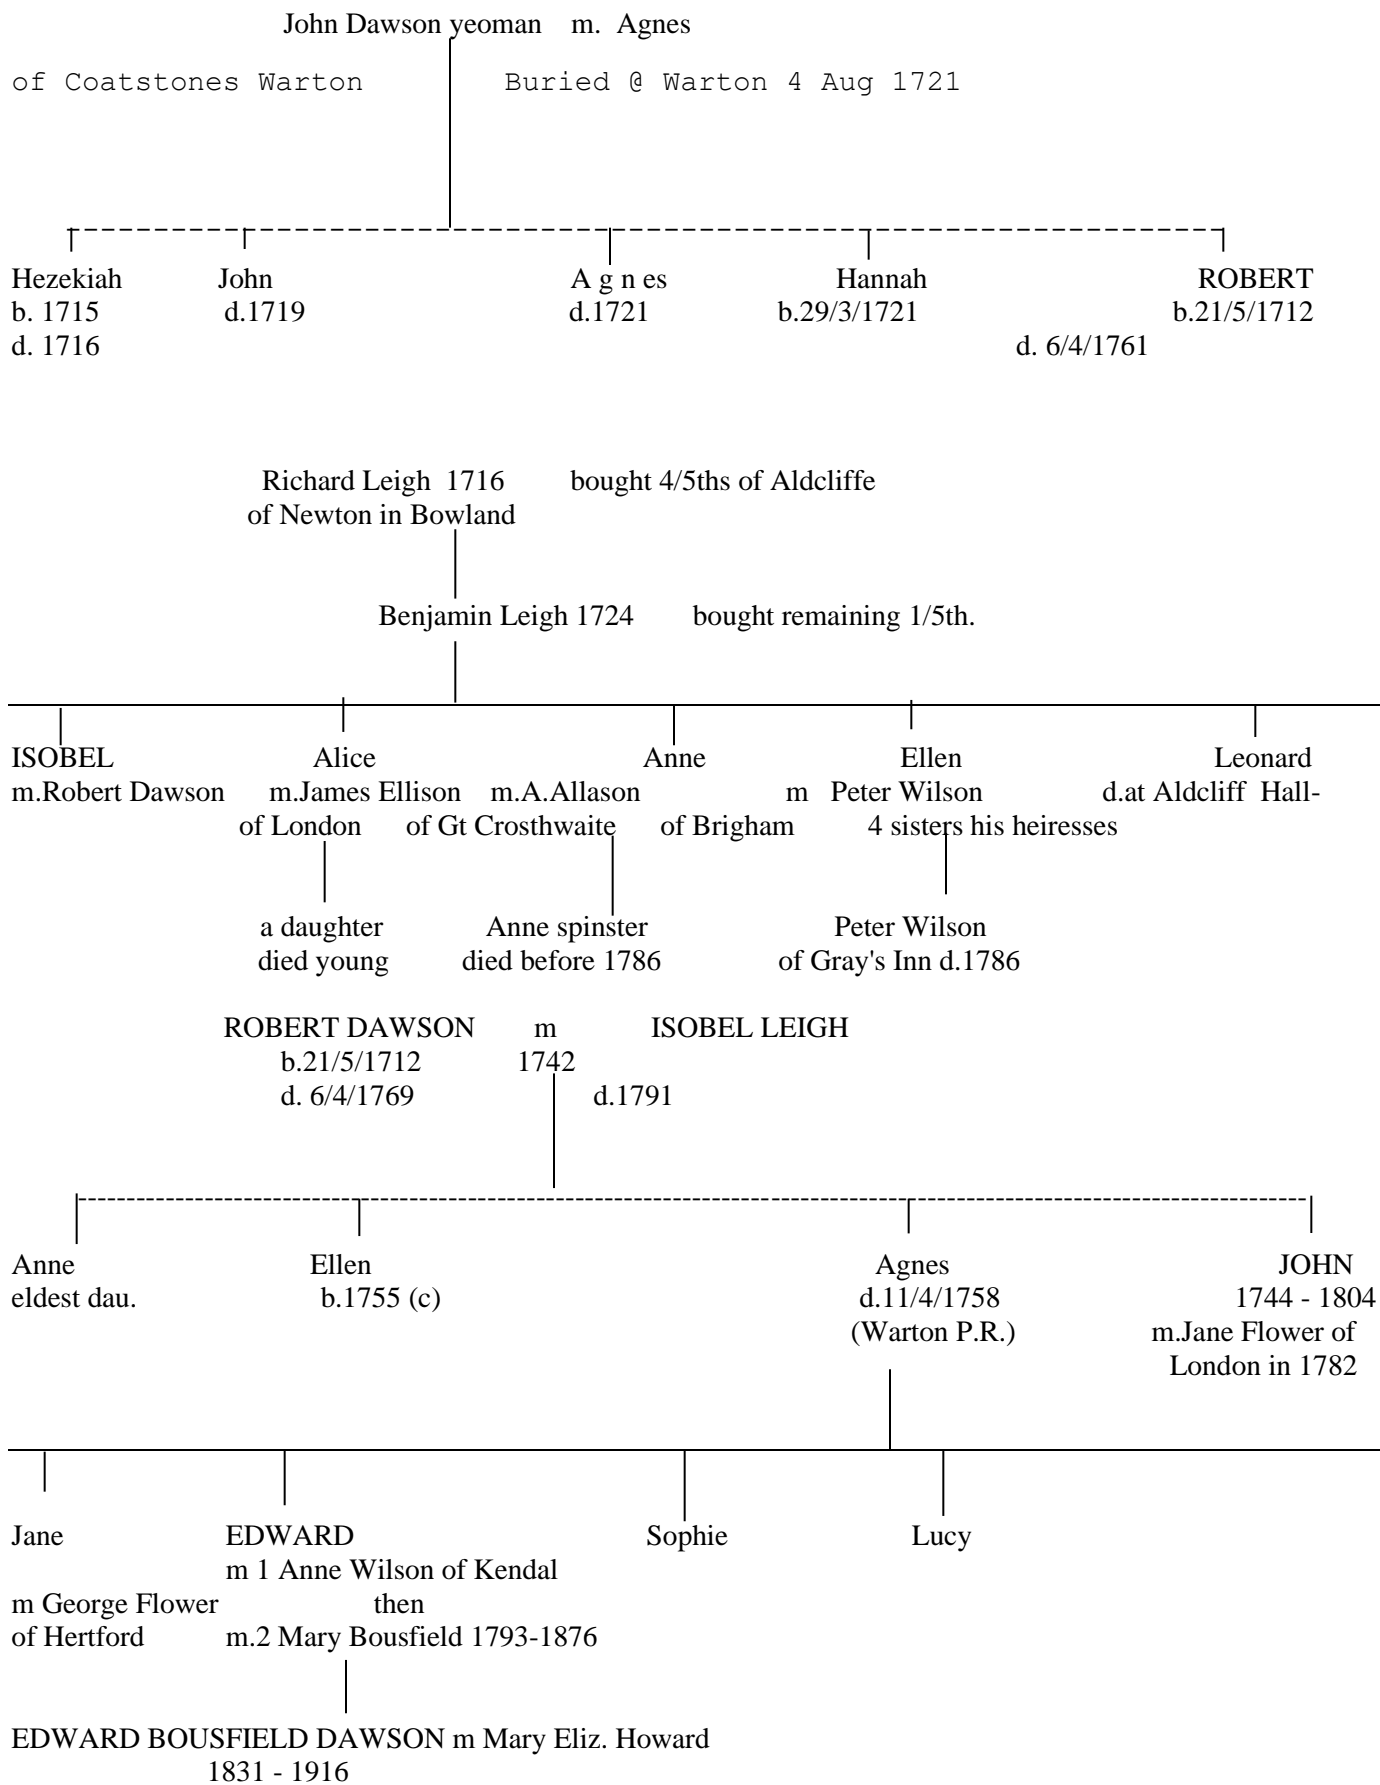 John Dawson yeoman m. Agnes
of Coatstones Warton Buried @ Warton 4 Aug 1721
Hezekiah John A g n es Hannah ROBERT
b. 1715 d.1719 d.1721 b.29/3/1721 b.21/5/1712
d. 1716 d. 6/4/1761
Richard Leigh 1716 bought 4/5ths of Aldcliffe
of Newton in Bowland
Benjamin Leigh 1724 bought remaining 1/5th.
ISOBEL Alice Anne Ellen Leonard
m.Robert Dawson m.James Ellison m.A.Allason m Peter Wilson d.at Aldcliff Hall-
of London of Gt Crosthwaite of Brigham 4 sisters his heiresses
a daughter Anne spinster Peter Wilson
died young died before 1786 of Gray's Inn d.1786
ROBERT DAWSON m ISOBEL LEIGH
b.21/5/1712 1742
d. 6/4/1769 d.1791
Anne Ellen Agnes JOHN
eldest dau. b.1755 (c) d.11/4/1758 1744 - 1804
(Warton P.R.) m.Jane Flower of
London in 1782
Jane EDWARD Sophie Lucy
m 1 Anne Wilson of Kendal
m George Flower then
of Hertford m.2 Mary Bousfield 1793-1876
EDWARD BOUSFIELD DAWSON m Mary Eliz. Howard
1831 - 1916